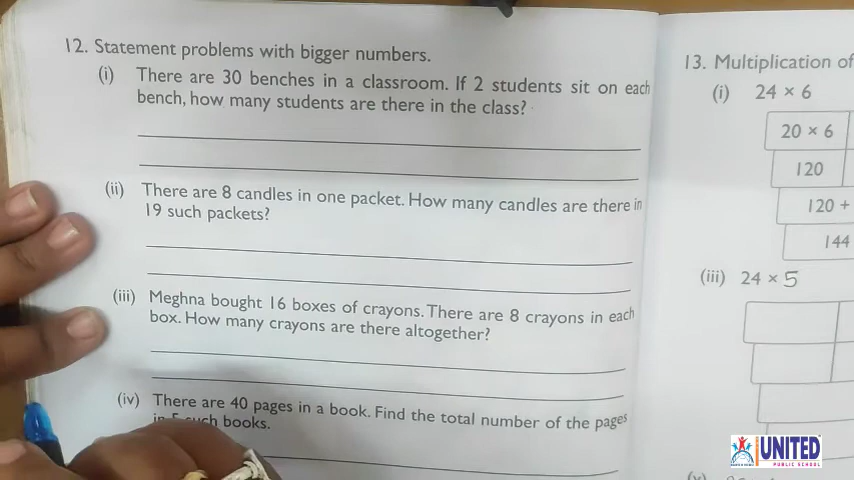 12. Statement problems with bigger numbers.
(i) There are 30 benches in a classroom. If 2 students sit on each
bench, how many students are there in the class?
(ii) There are 8 candles in one packet. How many candles are there in
19 such packets?
(iii) Meghna bought 16 boxes of crayons. There are 8 crayons in each
box. How many crayons are there altogether?
(iv) There are 40 pages in a book. Find the total number of the pages
in 5 such books.
13. Multiplication of
(i) 24 × 6
20 × 6
120
120 +
144
(iii) 24 × 5
UNITED
PUBLIC SCHOOL